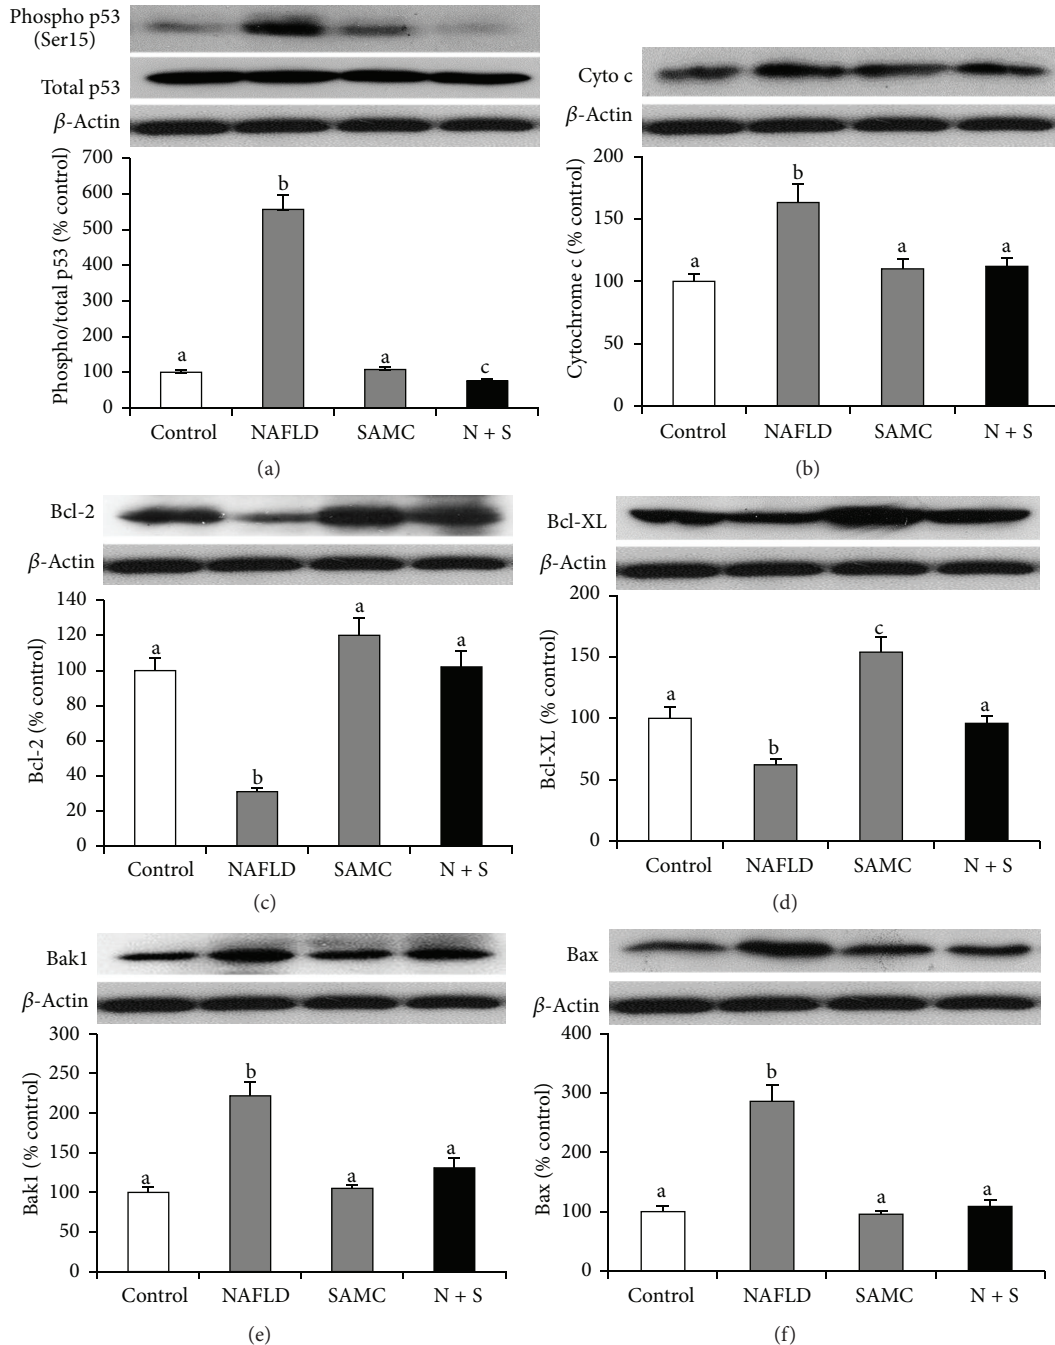 Phospho p53
(Ser15)
Total p53
β-Actin
Phospho/total p53 (% control)
700
600
500
400
300
200
100
0
a
b
a
c
Control NAFLD SAMC N + S
(a)
Cyto c
β-Actin
Cytochrome c (% control)
200
150
100
50
0
a
b
a
a
Control NAFLD SAMC N + S
(b)
Bcl-2
β-Actin
Bcl-2 (% control)
140
120
100
80
60
40
20
0
a
b
a
a
Control NAFLD SAMC N + S
(c)
Bcl-XL
β-Actin
Bcl-XL (% control)
200
150
100
50
0
a
b
c
a
Control NAFLD SAMC N + S
(d)
Bak1
β-Actin
Bak1 (% control)
300
250
200
150
100
50
0
a
b
a
a
Control NAFLD SAMC N + S
(e)
Bax
β-Actin
Bax (% control)
400
300
200
100
0
a
b
a
a
Control NAFLD SAMC N + S
(f)